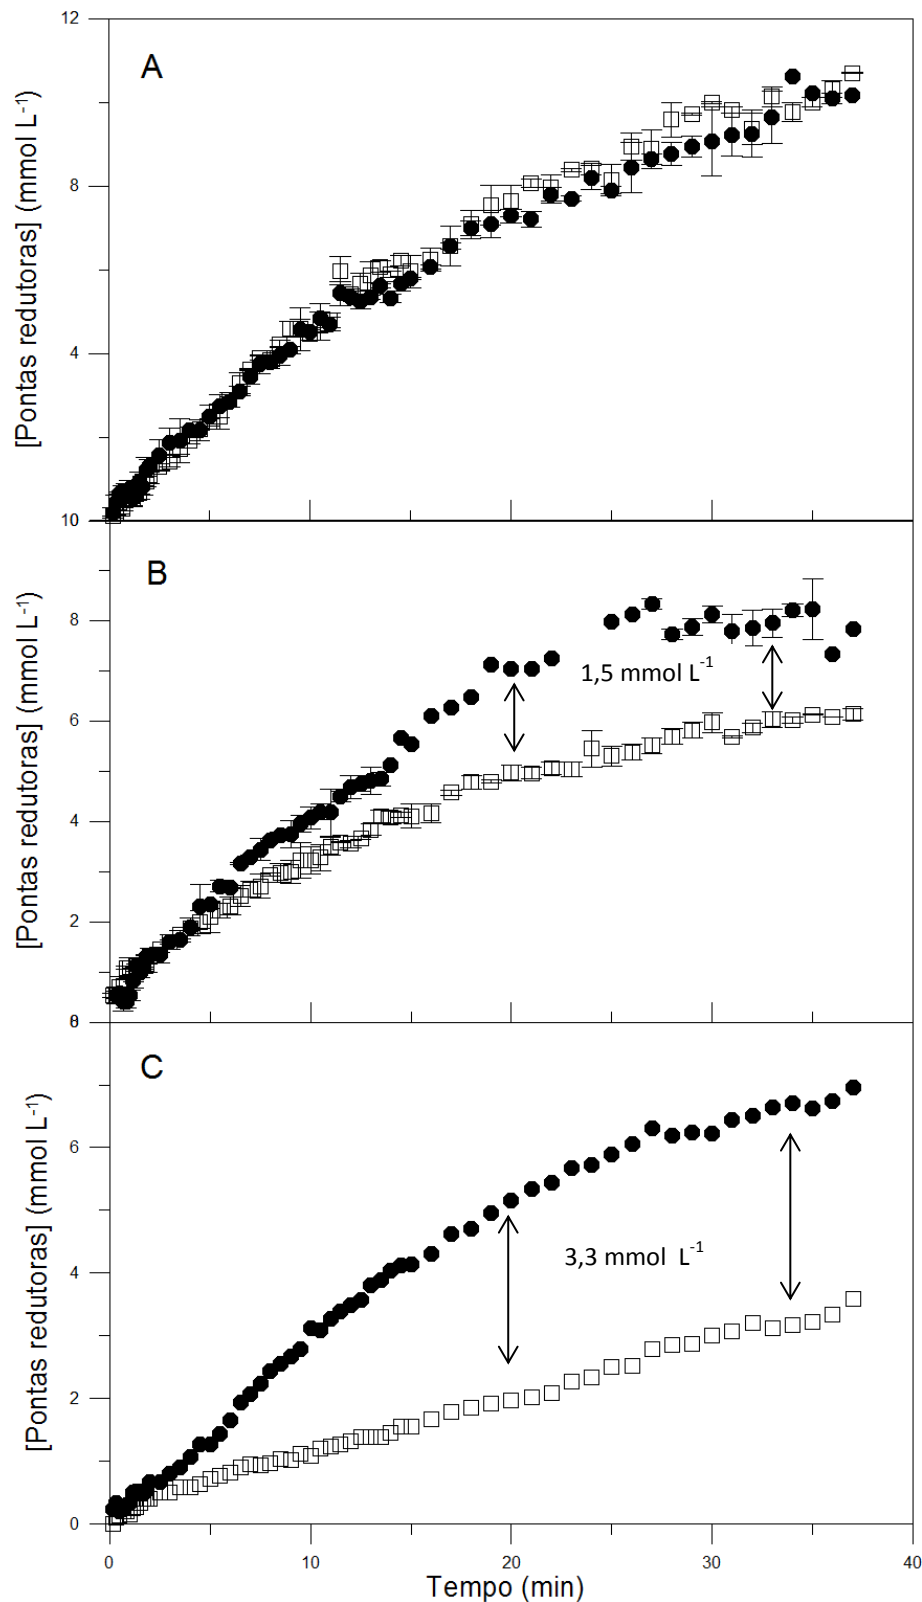 12
A
8
4
[Pontas redutoras] (mmol L-1)
10
B
8
1,5 mmol L-1
6
4
2
[Pontas redutoras] (mmol L-1)
8
C
6
3,3 mmol L-1
4
2
0
[Pontas redutoras] (mmol L-1)
0 10 20 30 40
Tempo (min)